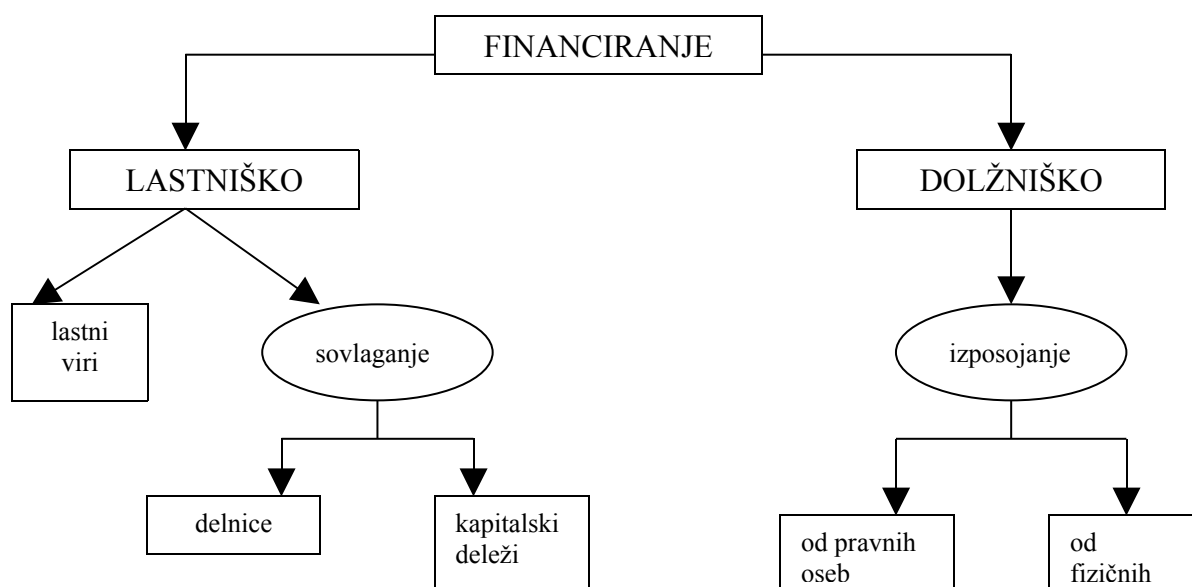 FINANCIRANJE
LASTNIŠKO
DOLŽNIŠKO
lastni
viri
sovlaganje
izposojanje
delnice
kapitalski
deleži
od pravnih
oseb
od
fizičnih